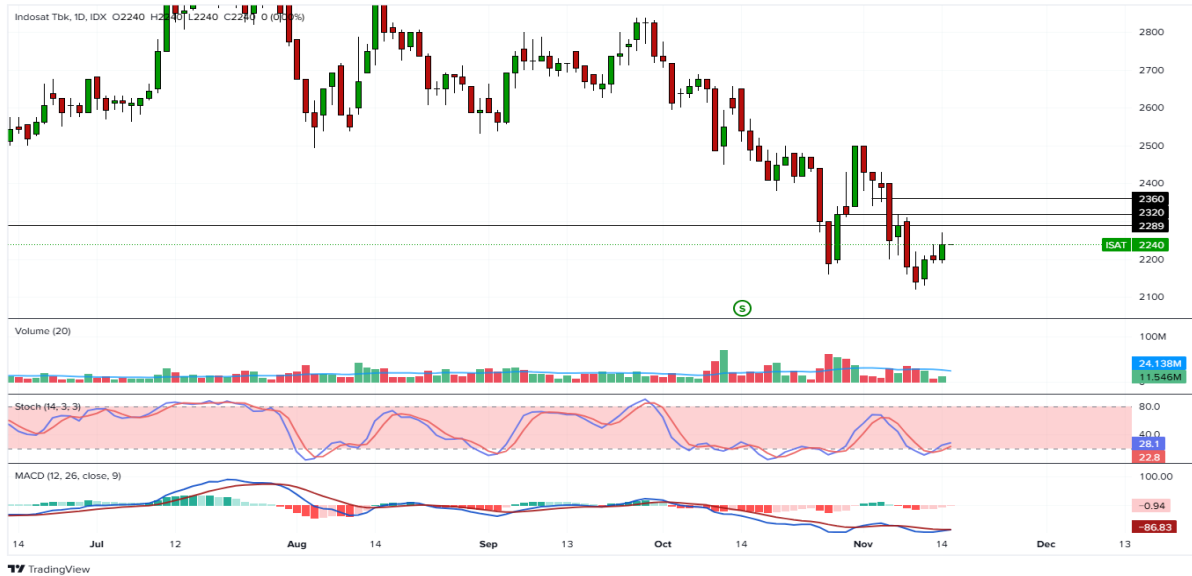 Indosat Tbk, 1D, IDX O2240 H2240 L2240 C2240 0 (0.00%)
2800
2700
2600
2500
2400
2360
2320
2289
ISAT 2240
2200
2100
S
Volume (20)
100M
24.138M
11.546M
Stoch (14, 3, 3)
80.0
40.0
28.1
22.8
MACD (12, 26, close, 9)
100.00
−0.94
−86.83
14 Jul 12 Aug 14 Sep 13 Oct 14 Nov 14 Dec 13
TradingView